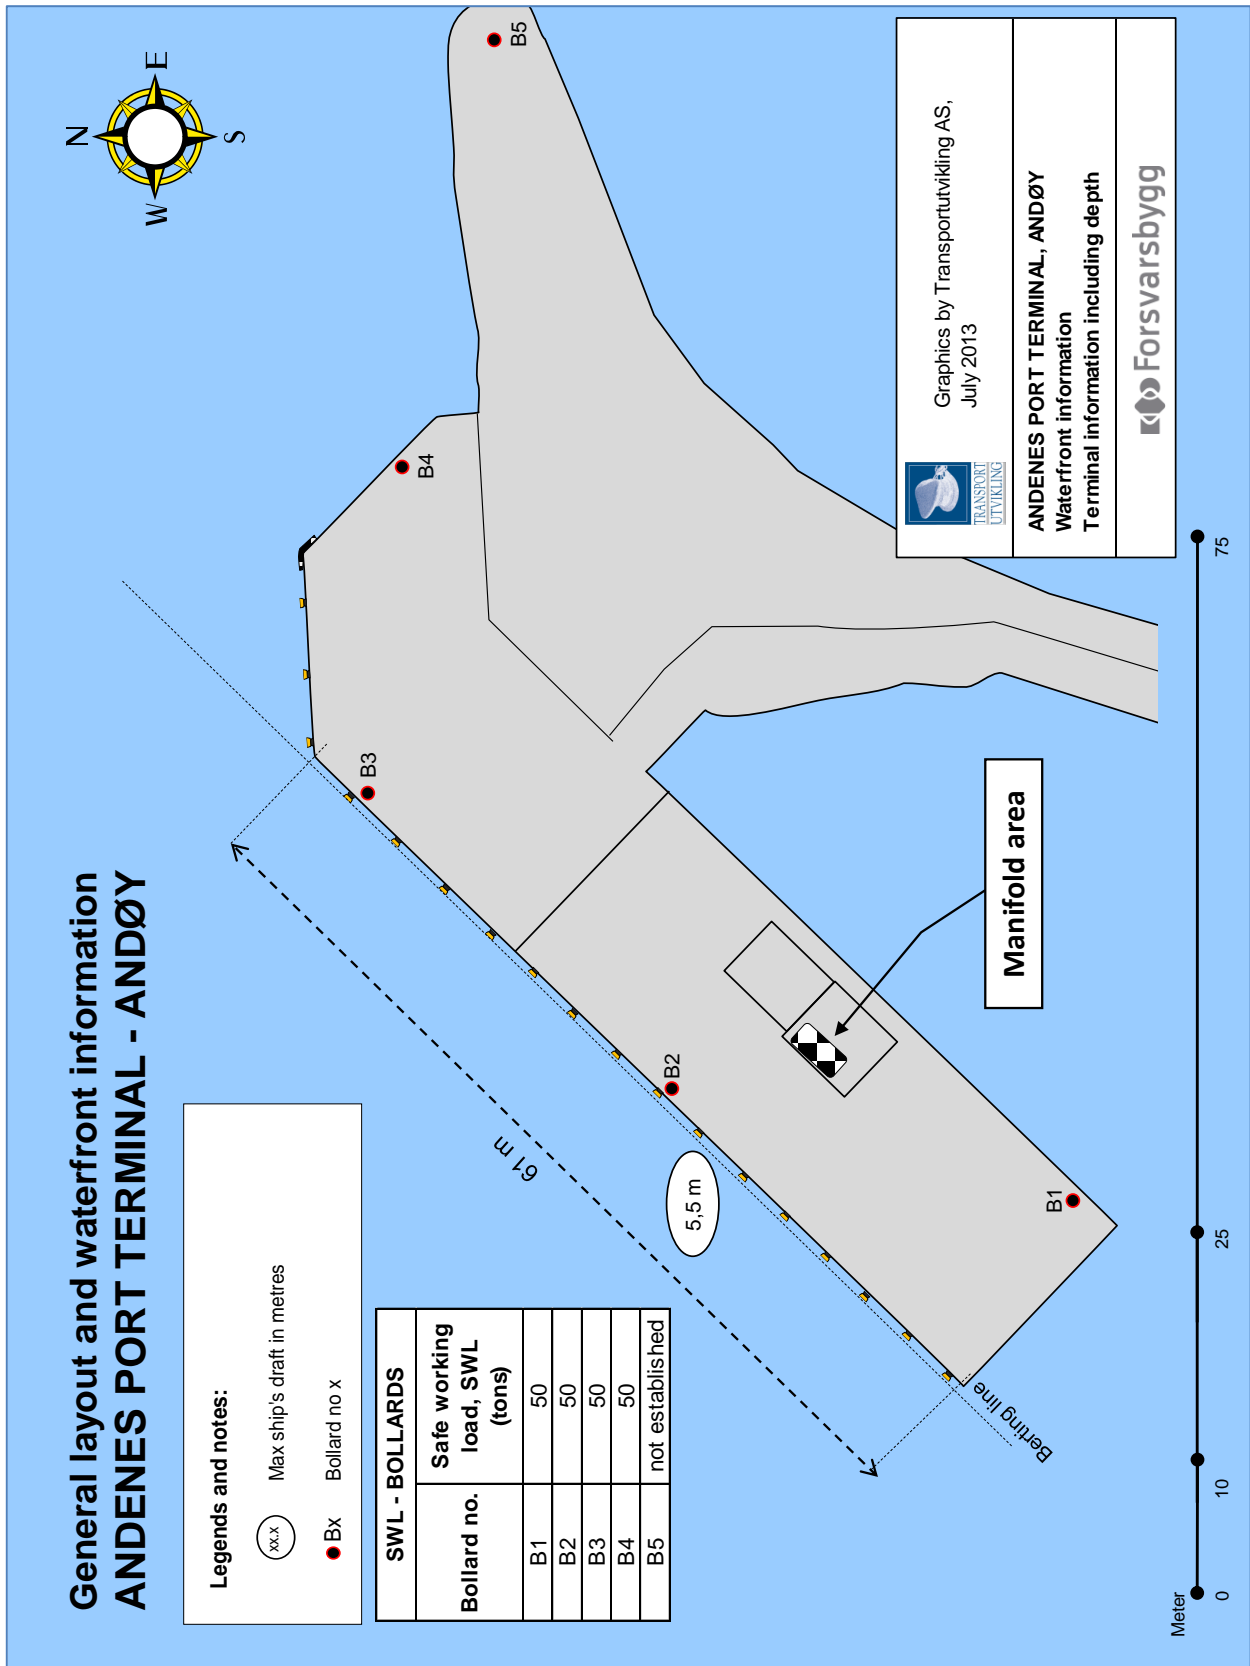 General layout and waterfront information
ANDENES PORT TERMINAL - ANDØY
N
E
S
W
Legends and notes:
xx.x
Max ship's draft in metres
Bx
Bollard no x
SWL - BOLLARDS
Bollard no.
Safe working
load, SWL
(tons)
B1 50
B2 50
B3 50
B4 50
B5 not established
61 m
5,5 m
Berting line
B1
B2
B3
B4
B5
Manifold area
Meter
0
10
25
75
TRANSPORT
UTVIKLING
Graphics by Transportutvikling AS,
July 2013
ANDENES PORT TERMINAL, ANDØY
Waterfront information
Terminal information including depth
Forsvarsbygg